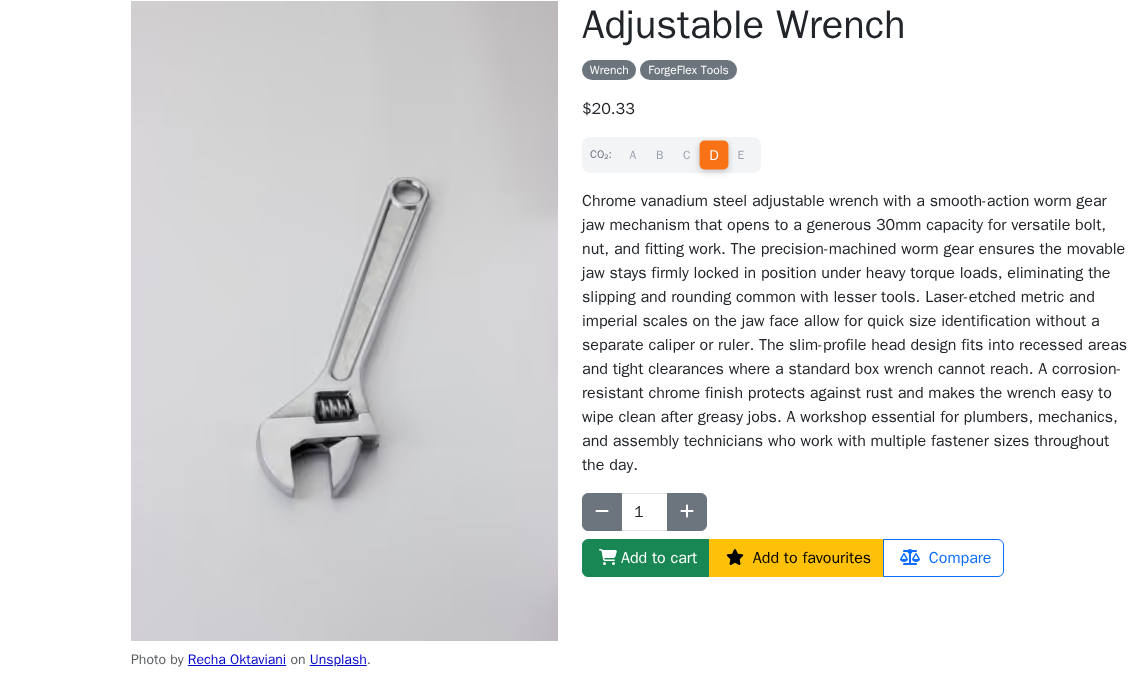 Adjustable Wrench
Wrench ForgeFlex Tools
$20.33
CO₂: A B C D E
Chrome vanadium steel adjustable wrench with a smooth-action worm gear
jaw mechanism that opens to a generous 30mm capacity for versatile bolt,
nut, and fitting work. The precision-machined worm gear ensures the movable
jaw stays firmly locked in position under heavy torque loads, eliminating the
slipping and rounding common with lesser tools. Laser-etched metric and
imperial scales on the jaw face allow for quick size identification without a
separate caliper or ruler. The slim-profile head design fits into recessed areas
and tight clearances where a standard box wrench cannot reach. A corrosion-
resistant chrome finish protects against rust and makes the wrench easy to
wipe clean after greasy jobs. A workshop essential for plumbers, mechanics,
and assembly technicians who work with multiple fastener sizes throughout
the day.
1
Add to cart Add to favourites Compare
Photo by Recha Oktaviani on Unsplash.